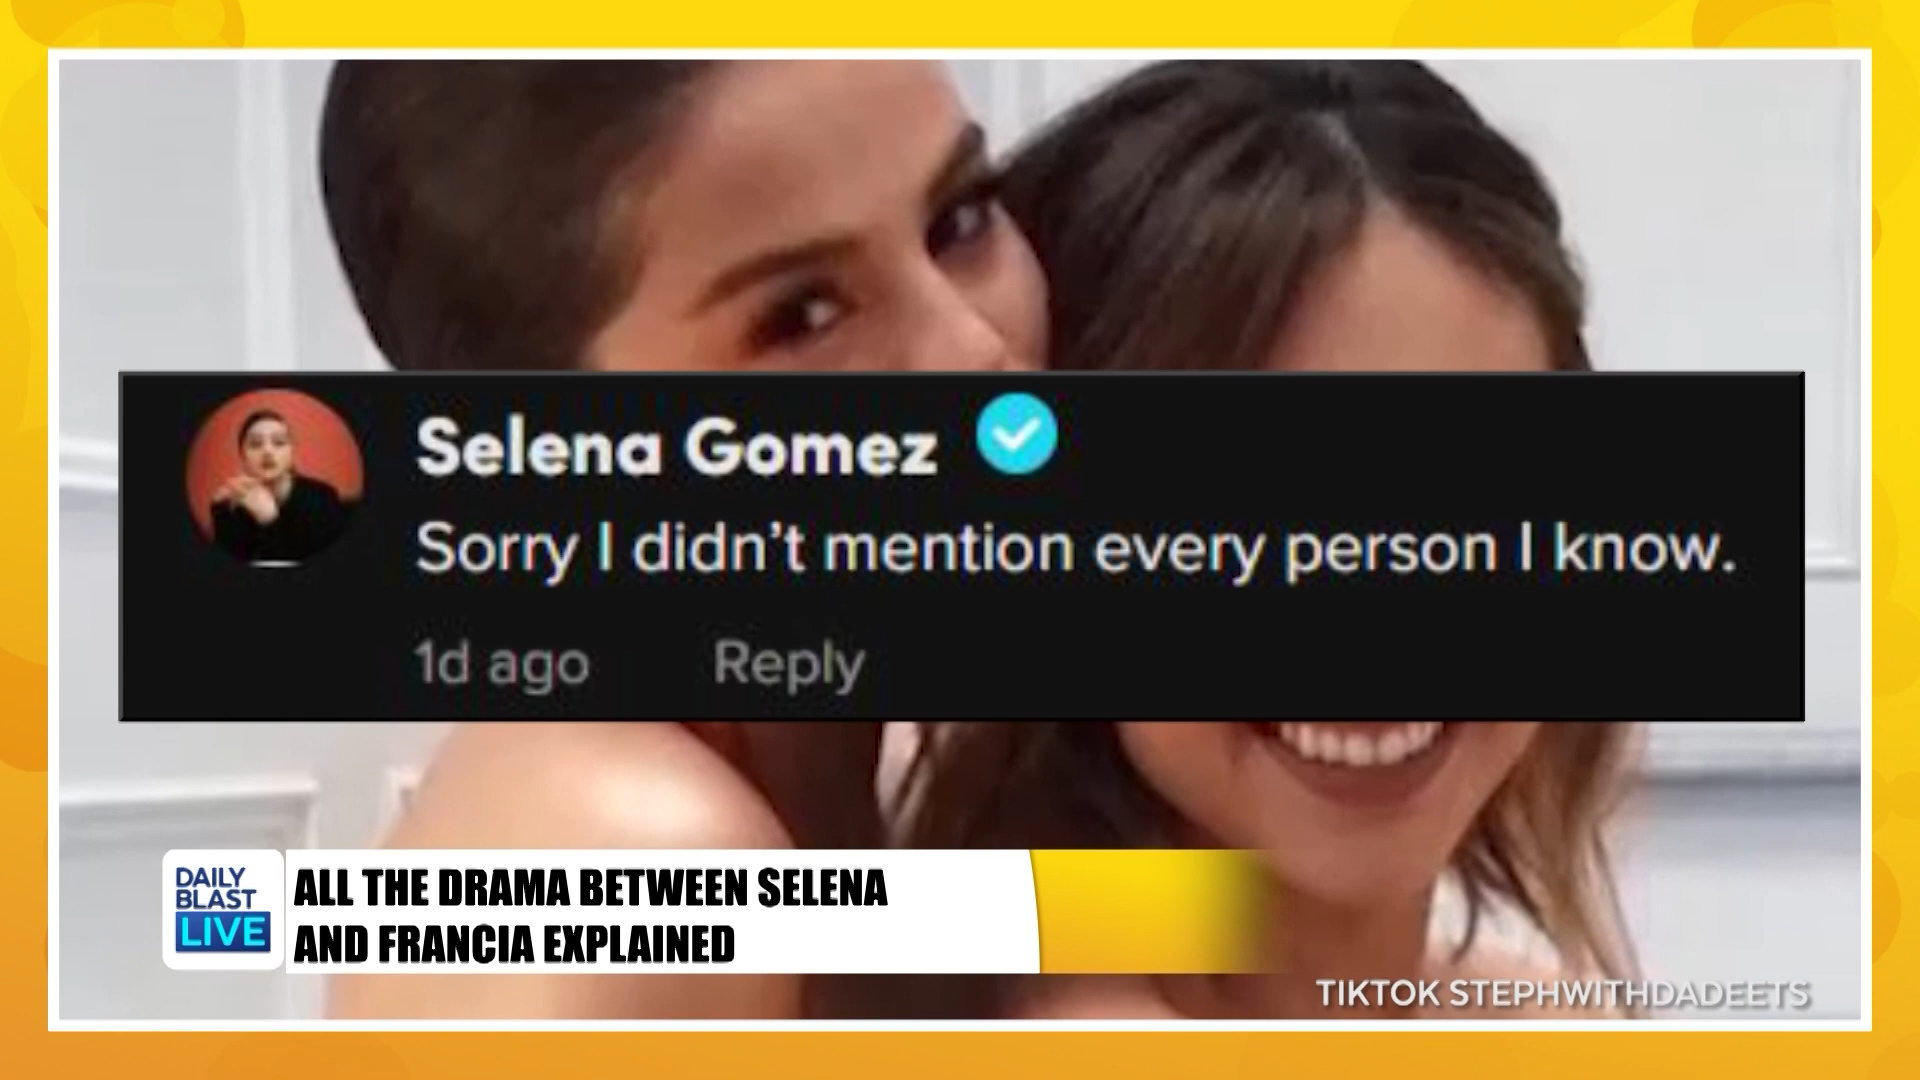 Selena Gomez
Sorry I didn't mention every person I know.
1d ago Reply
DAILY
BLAST
LIVE
ALL THE DRAMA BETWEEN SELENA
AND FRANCIA EXPLAINED
TIKTOK STEPHWITHDADEETS